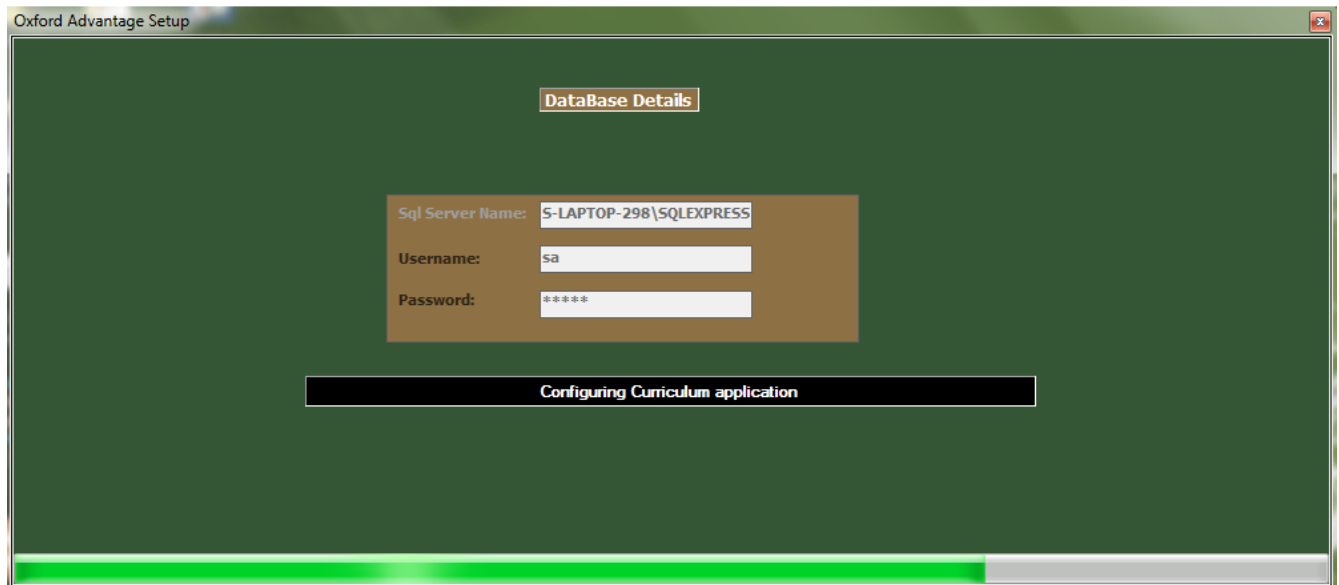 Oxford Advantage Setup
DataBase Details
Sql Server Name: S-LAPTOP-298\SQLEXPRESS
Username: sa
Password: *****
Configuring Curriculum application